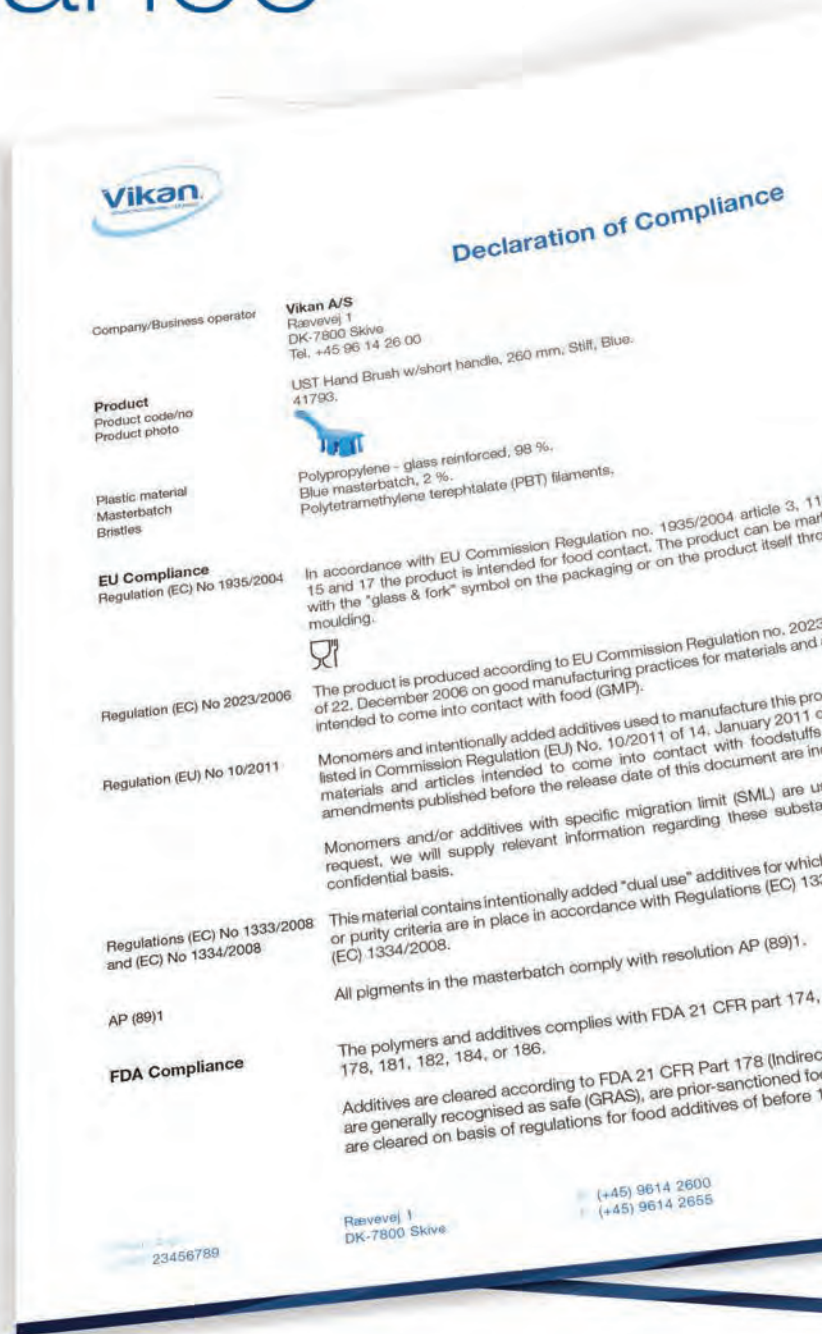 Vikan
Declaration of Compliance
Company/Business operator
Vikan A/S
Rævevej 1
DK-7800 Skive
Tel. +45 96 14 26 00
Product
Product code/no
Product photo
UST Hand Brush w/short handle, 260 mm, Stiff, Blue.
41793.
Plastic material
Masterbatch
Bristles
Polypropylene - glass reinforced, 98 %.
Blue masterbatch, 2 %.
Polytetramethylene terephtalate (PBT) filaments.
EU Compliance
Regulation (EC) No 1935/2004
In accordance with EU Commission Regulation no. 1935/2004 article 3, 11
15 and 17 the product is intended for food contact. The product can be mar
with the "glass & fork" symbol on the packaging or on the product itself thro
moulding.
Regulation (EC) No 2023/2006
The product is produced according to EU Commission Regulation no. 2023
of 22. December 2006 on good manufacturing practices for materials and
intended to come into contact with food (GMP).
Regulation (EU) No 10/2011
Monomers and intentionally added additives used to manufacture this pro
listed in Commission Regulation (EU) No. 10/2011 of 14. January 2011 o
materials and articles intended to come into contact with foodstuffs
amendments published before the release date of this document are in
Monomers and/or additives with specific migration limit (SML) are u
request, we will supply relevant information regarding these substa
confidential basis.
Regulations (EC) No 1333/2008
and (EC) No 1334/2008
This material contains intentionally added "dual use" additives for which
or purity criteria are in place in accordance with Regulations (EC) 133
(EC) 1334/2008.
AP (89)1
All pigments in the masterbatch comply with resolution AP (89)1.
FDA Compliance
The polymers and additives complies with FDA 21 CFR part 174,
178, 181, 182, 184, or 186.
Additives are cleared according to FDA 21 CFR Part 178 (Indirec
are generally recognised as safe (GRAS), are prior-sanctioned fo
are cleared on basis of regulations for food additives of before 1
23456789
Rævevej 1
DK-7800 Skive
(+45) 9614 2600
(+45) 9614 2655